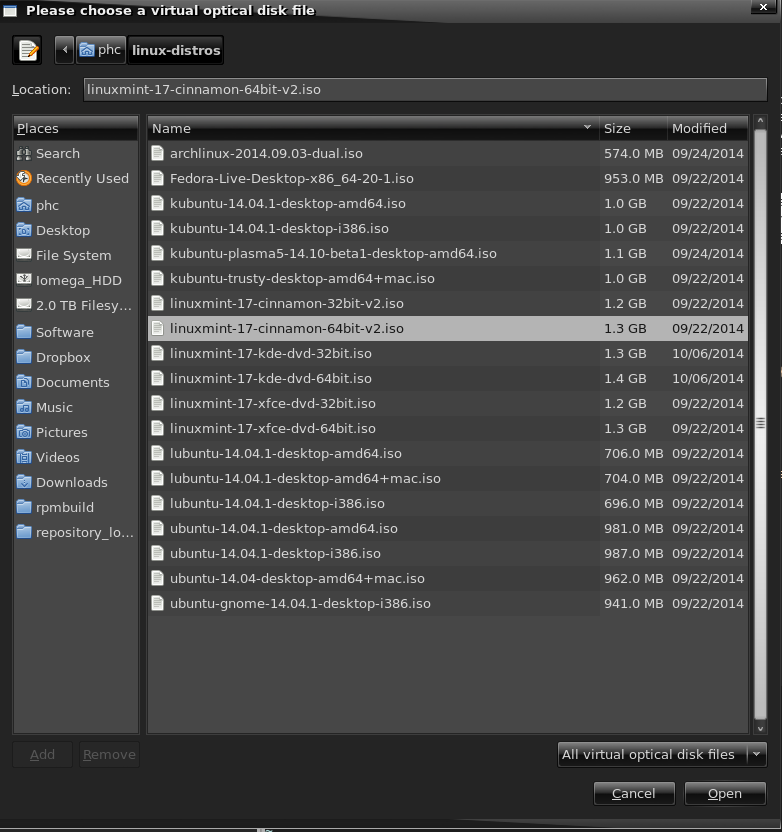 Please choose a virtual optical disk file
phc linux-distros
Location: linuxmint-17-cinnamon-64bit-v2.iso
Places
Search
Recently Used
phc
Desktop
File System
Iomega_HDD
2.0 TB Filesy...
Software
Dropbox
Documents
Music
Pictures
Videos
Downloads
rpmbuild
repository_lo...
Name Size Modified
archlinux-2014.09.03-dual.iso 574.0 MB 09/24/2014
Fedora-Live-Desktop-x86_64-20-1.iso 953.0 MB 09/22/2014
kubuntu-14.04.1-desktop-amd64.iso 1.0 GB 09/22/2014
kubuntu-14.04.1-desktop-i386.iso 1.0 GB 09/22/2014
kubuntu-plasma5-14.10-beta1-desktop-amd64.iso 1.1 GB 09/24/2014
kubuntu-trusty-desktop-amd64+mac.iso 1.0 GB 09/22/2014
linuxmint-17-cinnamon-32bit-v2.iso 1.2 GB 09/22/2014
linuxmint-17-cinnamon-64bit-v2.iso 1.3 GB 09/22/2014
linuxmint-17-kde-dvd-32bit.iso 1.3 GB 10/06/2014
linuxmint-17-kde-dvd-64bit.iso 1.4 GB 10/06/2014
linuxmint-17-xfce-dvd-32bit.iso 1.2 GB 09/22/2014
linuxmint-17-xfce-dvd-64bit.iso 1.3 GB 09/22/2014
lubuntu-14.04.1-desktop-amd64.iso 706.0 MB 09/22/2014
lubuntu-14.04.1-desktop-amd64+mac.iso 704.0 MB 09/22/2014
lubuntu-14.04.1-desktop-i386.iso 696.0 MB 09/22/2014
ubuntu-14.04.1-desktop-amd64.iso 981.0 MB 09/22/2014
ubuntu-14.04.1-desktop-i386.iso 987.0 MB 09/22/2014
ubuntu-14.04-desktop-amd64+mac.iso 962.0 MB 09/22/2014
ubuntu-gnome-14.04.1-desktop-i386.iso 941.0 MB 09/22/2014
Add Remove
All virtual optical disk files
Cancel Open